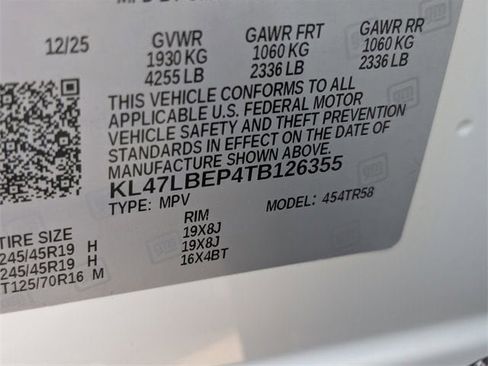 12/25 GVWR GAWR FRT GAWR RR
1930 KG 1060 KG 1060 KG
4255 LB 2336 LB 2336 LB
THIS VEHICLE CONFORMS TO ALL
APPLICABLE U.S. FEDERAL MOTOR
VEHICLE SAFETY AND THEFT PREVENTION
STANDARDS IN EFFECT ON THE DATE OF
MANUFACTURE SHOWN ABOVE.
KL47LBEP4TB126355
TYPE: MPV MODEL: 454TR58
TIRE SIZE RIM
245/45R19 H 19X8J
245/45R19 H 19X8J
T125/70R16 M 16X4BT